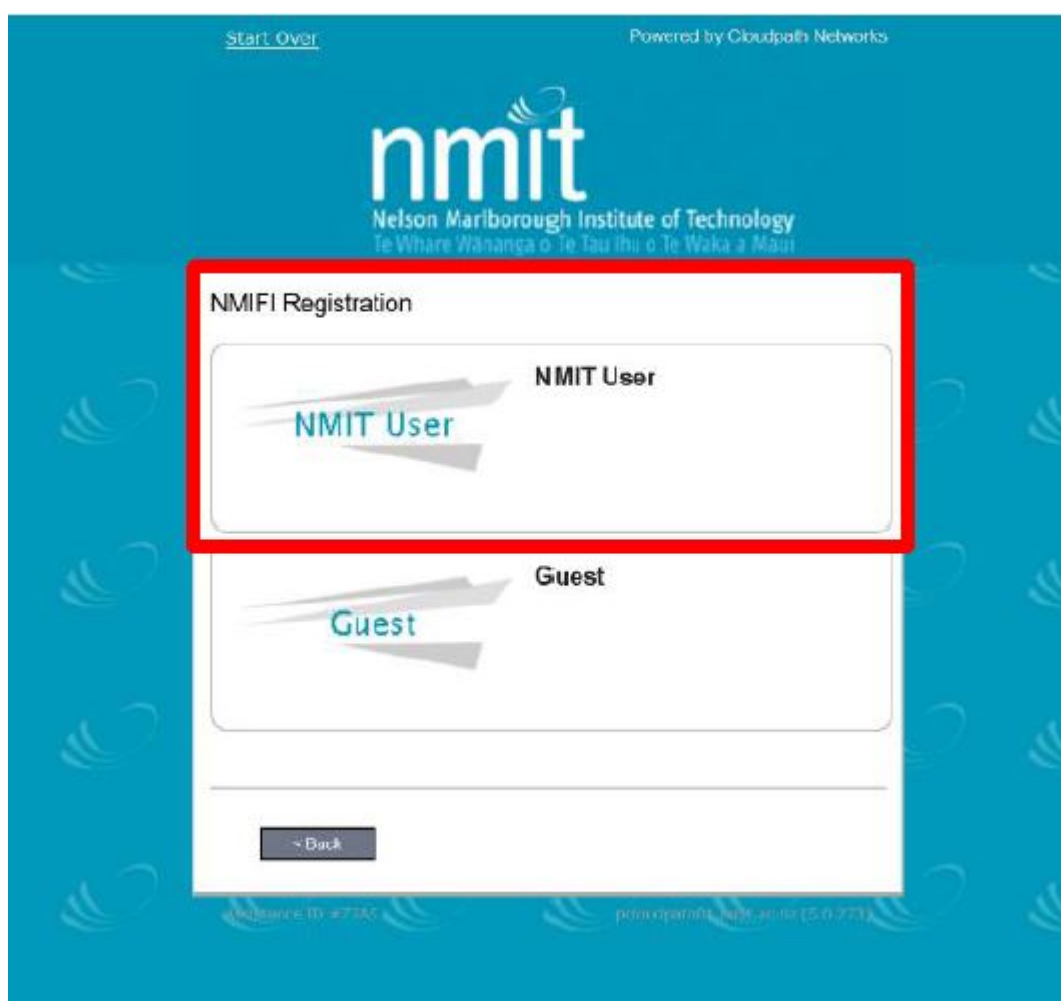 Start Over
Powered by Cloudpath Networks
nmit
Nelson Marlborough Institute of Technology
Te Whare Wānanga o Te Tau Ihu o Te Waka a Maui
NMIFI Registration
NMIT User
NMIT User
Guest
Guest
< Back